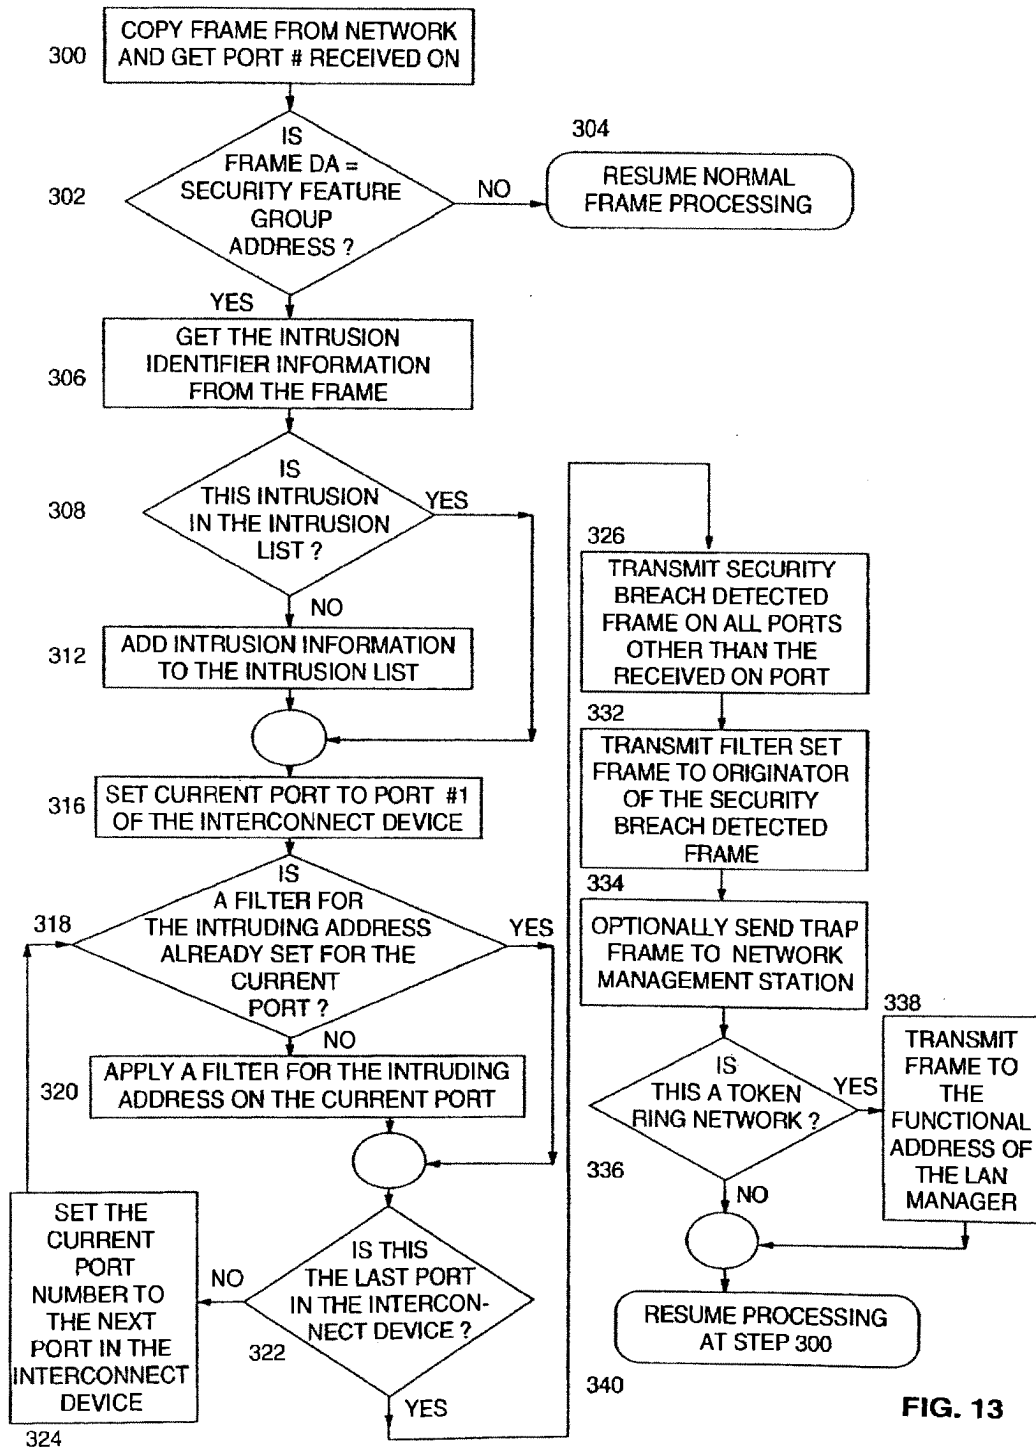 300
COPY FRAME FROM NETWORK
AND GET PORT # RECEIVED ON
302
IS
FRAME DA =
SECURITY FEATURE
GROUP
ADDRESS ?
NO
304
RESUME NORMAL
FRAME PROCESSING
YES
306
GET THE INTRUSION
IDENTIFIER INFORMATION
FROM THE FRAME
308
IS
THIS INTRUSION
IN THE INTRUSION
LIST ?
YES
NO
312
ADD INTRUSION INFORMATION
TO THE INTRUSION LIST
316
SET CURRENT PORT TO PORT #1
OF THE INTERCONNECT DEVICE
318
IS
A FILTER FOR
THE INTRUDING ADDRESS
ALREADY SET FOR THE
CURRENT
PORT ?
YES
NO
320
APPLY A FILTER FOR THE INTRUDING
ADDRESS ON THE CURRENT PORT
322
IS THIS
THE LAST PORT
IN THE INTERCON-
NECT DEVICE ?
NO
SET THE
CURRENT
PORT
NUMBER TO
THE NEXT
PORT IN THE
INTERCONNECT
DEVICE
324
YES
326
TRANSMIT SECURITY
BREACH DETECTED
FRAME ON ALL PORTS
OTHER THAN THE
RECEIVED ON PORT
332
TRANSMIT FILTER SET
FRAME TO ORIGINATOR
OF THE SECURITY
BREACH DETECTED
FRAME
334
OPTIONALLY SEND TRAP
FRAME TO NETWORK
MANAGEMENT STATION
336
IS
THIS A TOKEN
RING NETWORK ?
YES
338
TRANSMIT
FRAME TO
THE
FUNCTIONAL
ADDRESS OF
THE LAN
MANAGER
NO
RESUME PROCESSING
AT STEP 300
340
FIG. 13